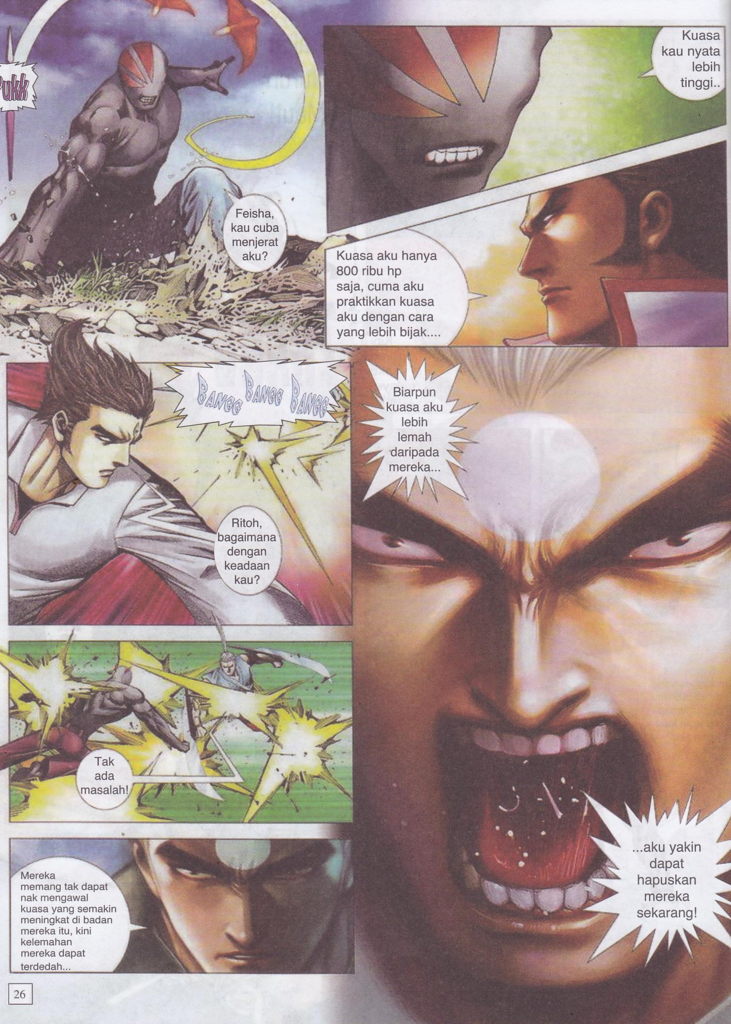 Pukk
Feisha,
kau cuba
menjerat
aku?
Kuasa
kau nyata
lebih
tinggi..
Kuasa aku hanya
800 ribu hp
saja, cuma aku
praktikkan kuasa
aku dengan cara
yang lebih bijak....
BANGG BANGG BANGG
Ritoh,
bagaimana
dengan
keadaan
kau?
Biarpun
kuasa aku
lebih
lemah
daripada
mereka...
Tak
ada
masalah!
Mereka
memang tak dapat
nak mengawal
kuasa yang semakin
meningkat di badan
mereka itu, kini
kelemahan
mereka dapat
terdedah...
...aku yakin
dapat
hapuskan
mereka
sekarang!
26